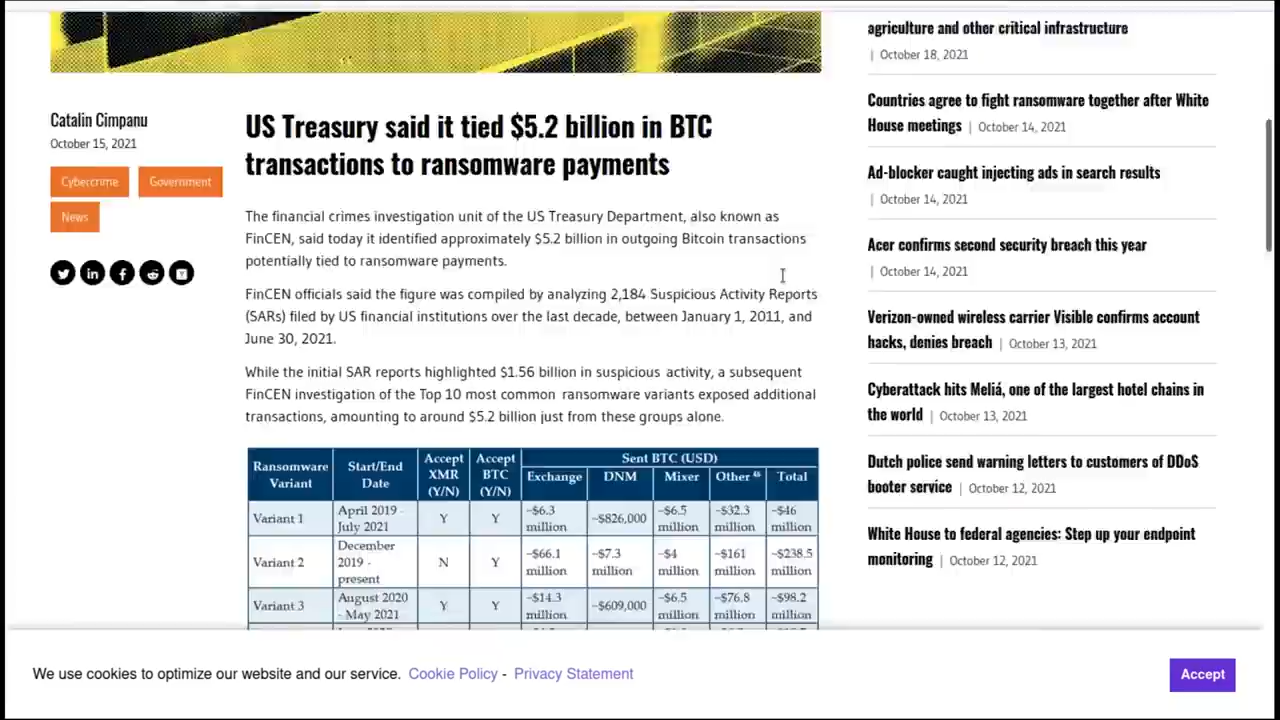 Catalin Cimpanu
October 15, 2021
Cybercrime
Government
News
US Treasury said it tied $5.2 billion in BTC
transactions to ransomware payments
The financial crimes investigation unit of the US Treasury Department, also known as
FinCEN, said today it identified approximately $5.2 billion in outgoing Bitcoin transactions
potentially tied to ransomware payments.
FinCEN officials said the figure was compiled by analyzing 2,184 Suspicious Activity Reports
(SARs) filed by US financial institutions over the last decade, between January 1, 2011, and
June 30, 2021.
While the initial SAR reports highlighted $1.56 billion in suspicious activity, a subsequent
FinCEN investigation of the Top 10 most common ransomware variants exposed additional
transactions, amounting to around $5.2 billion just from these groups alone.
Ransomware Variant | Start/End Date | Accept XMR (Y/N) | Accept BTC (Y/N) | Sent BTC (USD)
Exchange | DNM | Mixer | Other 46 | Total
Variant 1 | April 2019 - July 2021 | Y | Y | ~$6.3 million | ~$826,000 | ~$6.5 million | ~$32.3 million | ~$46 million
Variant 2 | December 2019 - present | N | Y | ~$66.1 million | ~$7.3 million | ~$4 million | ~$161 million | ~$238.5 million
Variant 3 | August 2020 - May 2021 | Y | Y | ~$14.3 million | ~$609,000 | ~$6.5 million | ~$76.8 million | ~$98.2 million
agriculture and other critical infrastructure
| October 18, 2021
Countries agree to fight ransomware together after White
House meetings | October 14, 2021
Ad-blocker caught injecting ads in search results
| October 14, 2021
Acer confirms second security breach this year
| October 14, 2021
Verizon-owned wireless carrier Visible confirms account
hacks, denies breach | October 13, 2021
Cyberattack hits Meliá, one of the largest hotel chains in
the world | October 13, 2021
Dutch police send warning letters to customers of DDoS
booter service | October 12, 2021
White House to federal agencies: Step up your endpoint
monitoring | October 12, 2021
We use cookies to optimize our website and our service. Cookie Policy - Privacy Statement
Accept